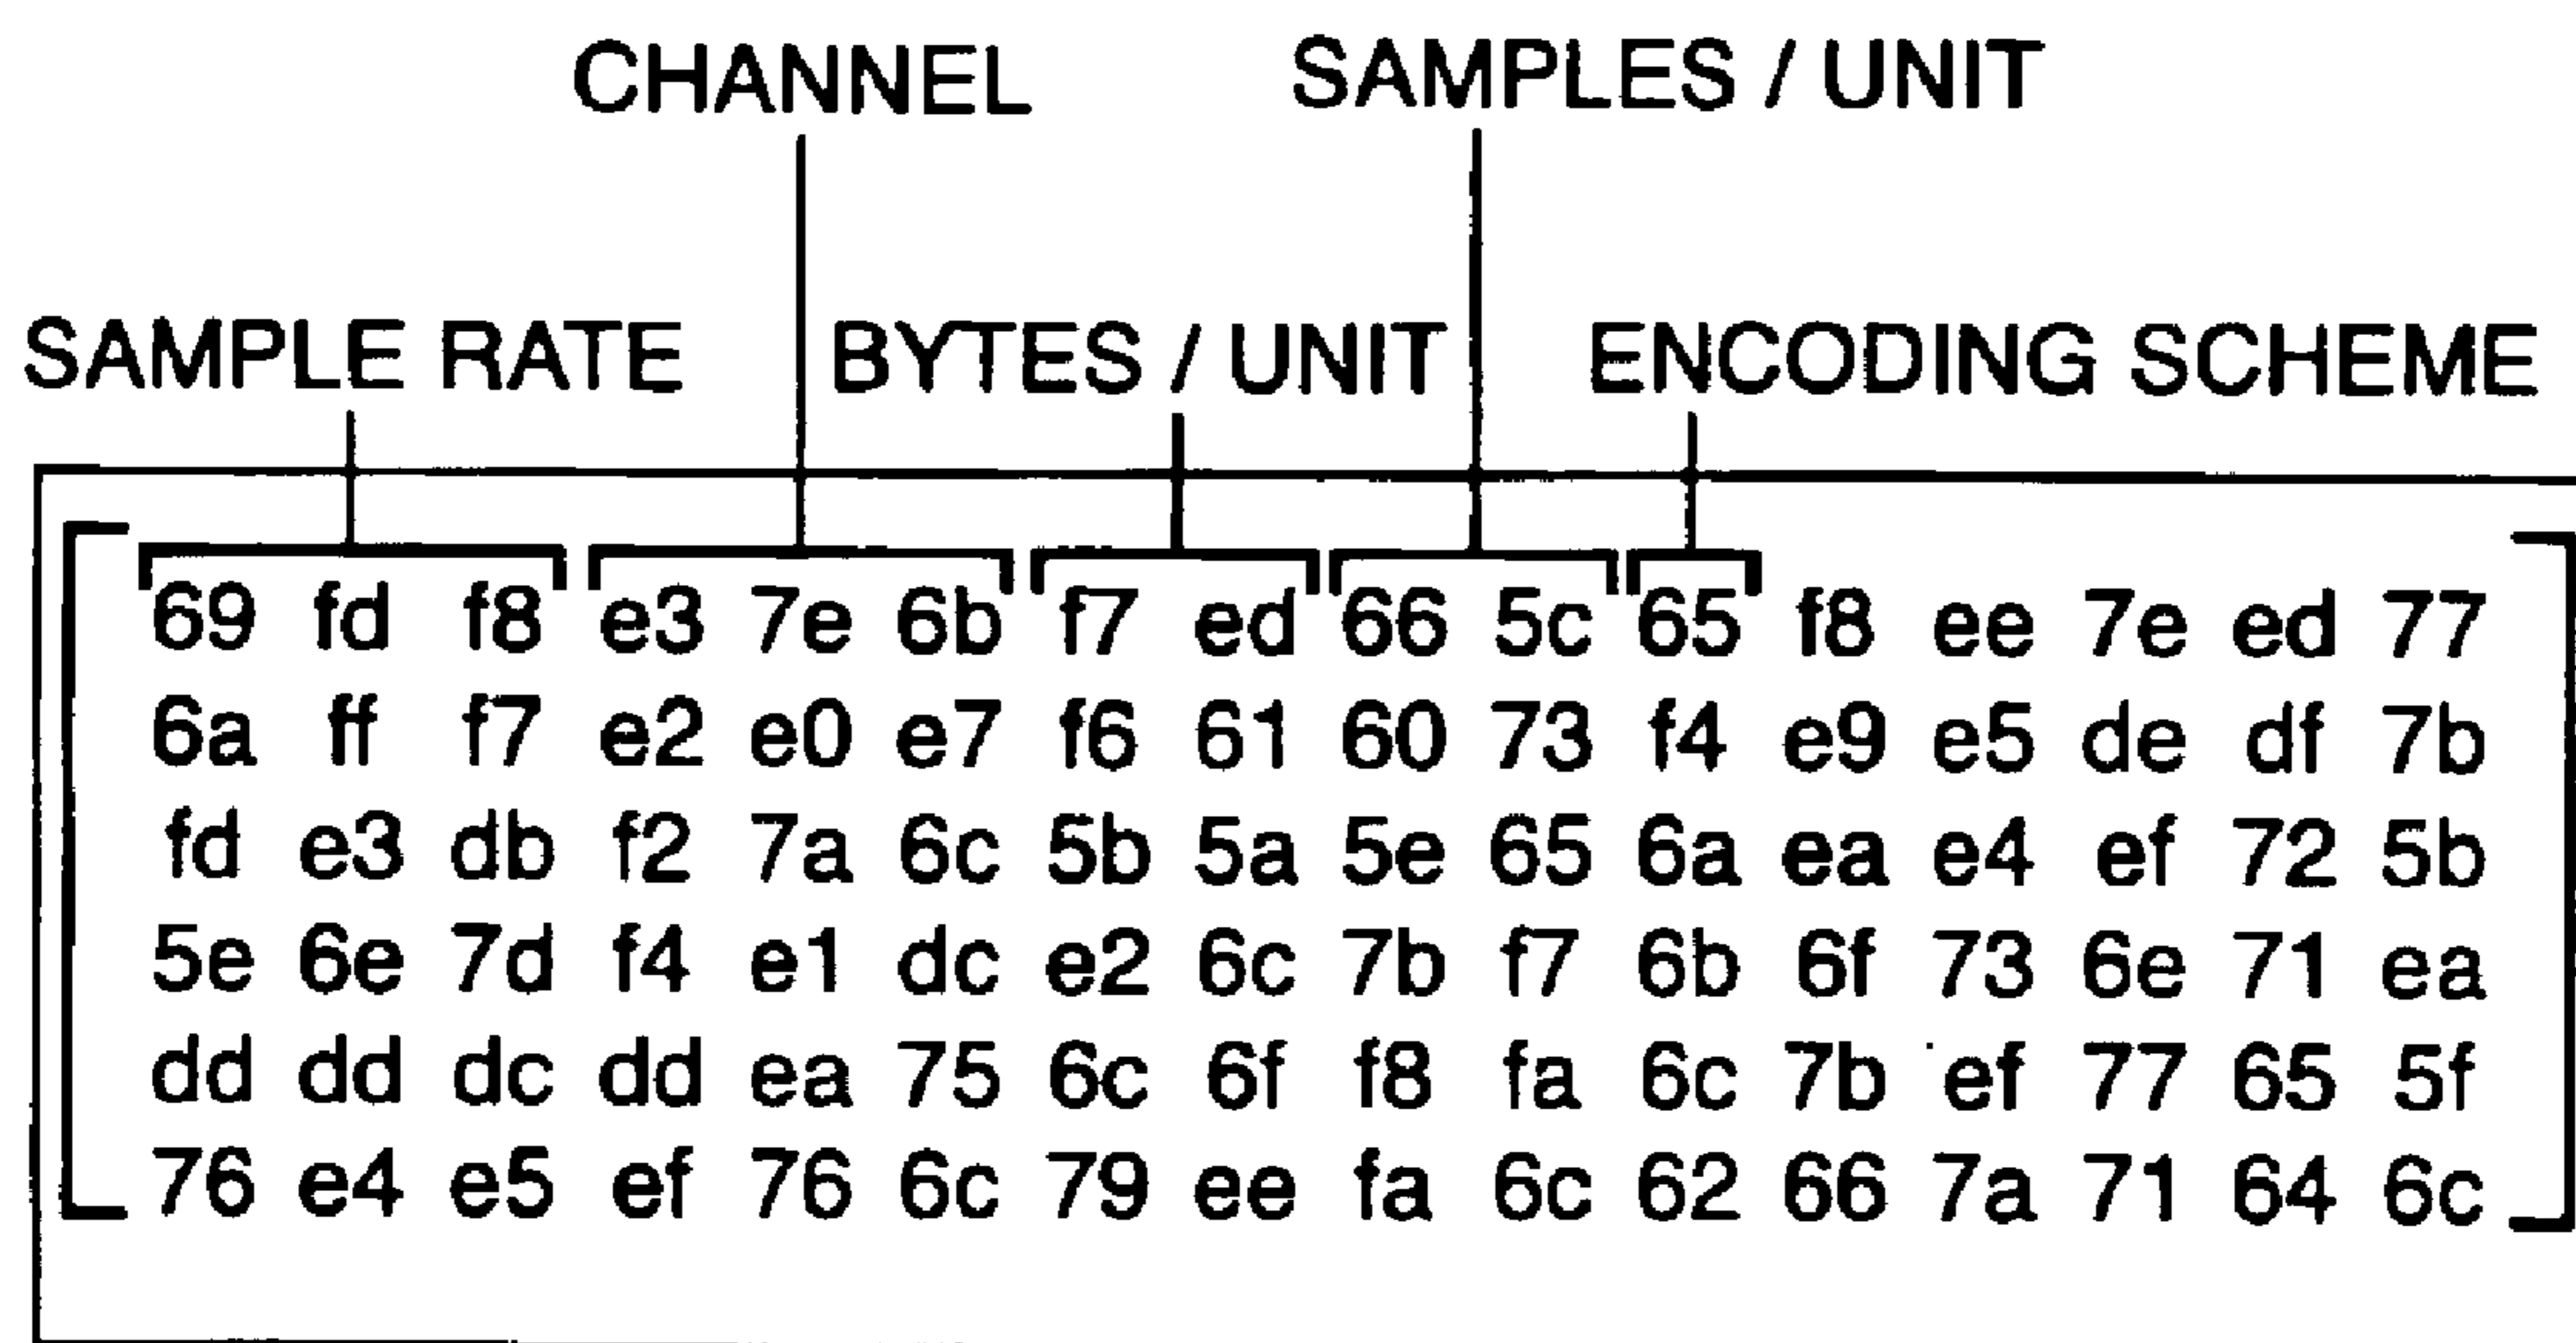 CHANNEL SAMPLES / UNIT
SAMPLE RATE BYTES / UNIT ENCODING SCHEME
69 fd f8 e3 7e 6b f7 ed 66 5c 65 f8 ee 7e ed 77
6a ff f7 e2 e0 e7 f6 61 60 73 f4 e9 e5 de df 7b
fd e3 db f2 7a 6c 5b 5a 5e 65 6a ea e4 ef 72 5b
5e 6e 7d f4 e1 dc e2 6c 7b f7 6b 6f 73 6e 71 ea
dd dd dc dd ea 75 6c 6f f8 fa 6c 7b ef 77 65 5f
76 e4 e5 ef 76 6c 79 ee fa 6c 62 66 7a 71 64 6c